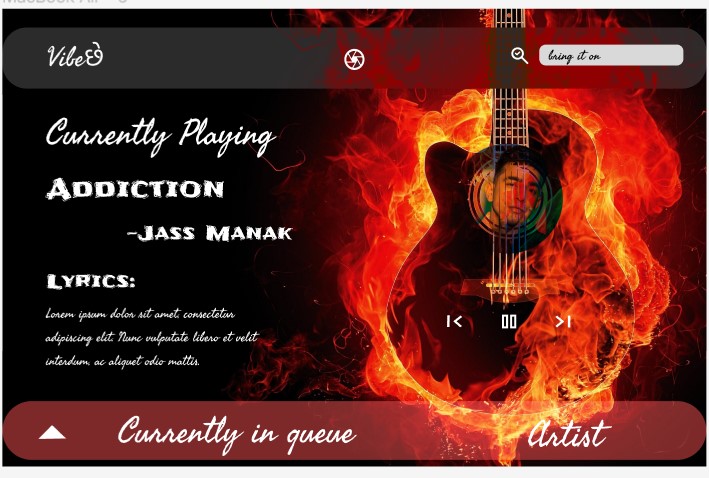 Vibe
bring it on
Currently Playing
Addiction
~Jass Manak
Lyrics:
Lorem ipsum dolor sit amet, consectetur
adipiscing elit. Nunc vulputate libero et velit
interdum, ac aliquet odio mattis.
Currently in queue
Artist